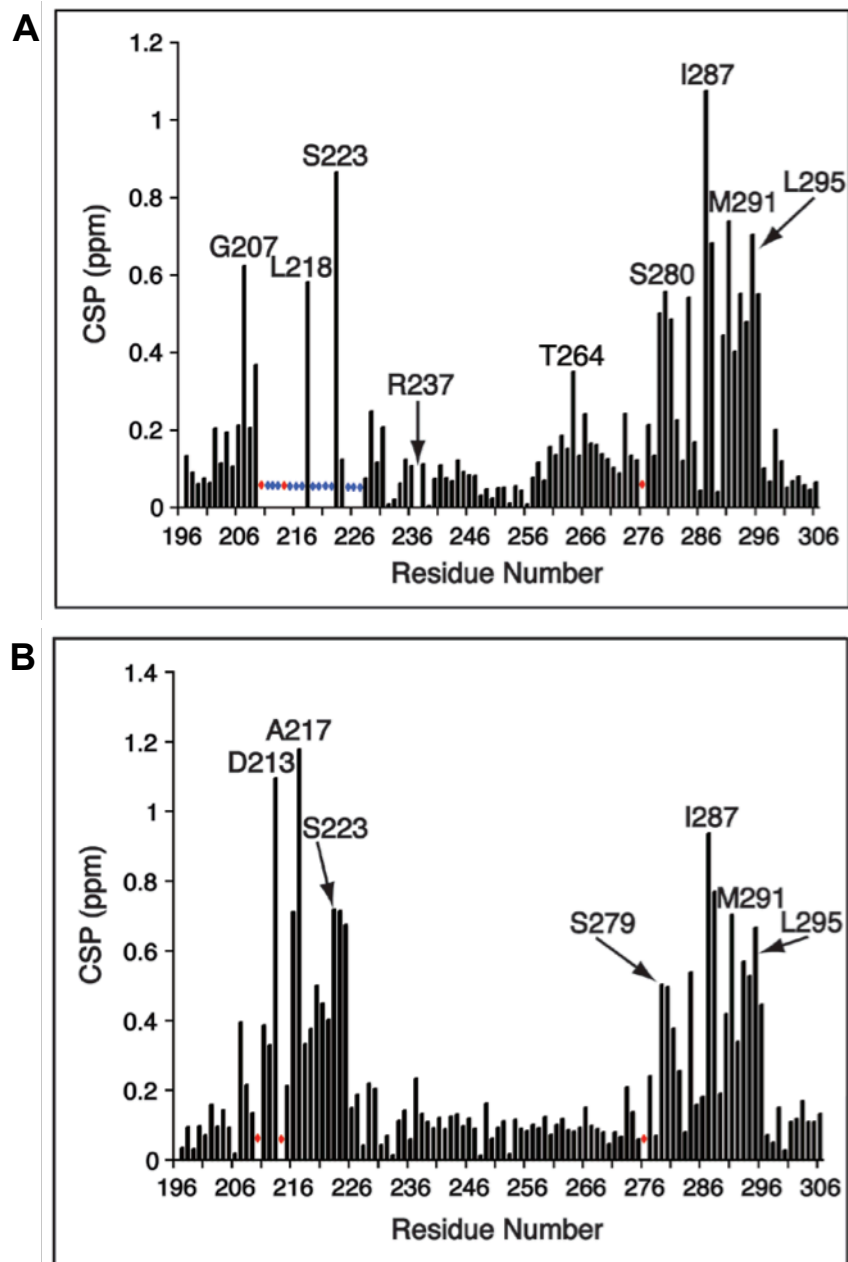 A
1.2
1
0.8
0.6
0.4
0.2
0
CSP (ppm)
I287
S223
L295
M291
G207
L218
S280
T264
R237
196 206 216 226 236 246 256 266 276 286 296 306
Residue Number
B
1.4
1.2
1
0.8
0.6
0.4
0.2
0
CSP (ppm)
A217
D213
S223
I287
M291
S279
L295
196 206 216 226 236 246 256 266 276 286 296 306
Residue Number